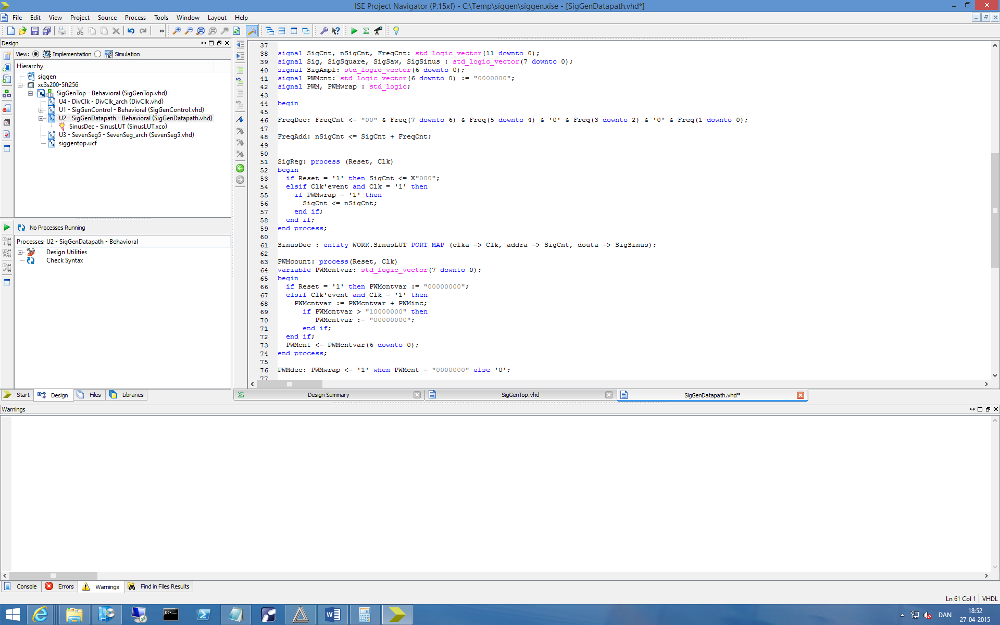 ISE Project Navigator (P.15xf) - C:\Temp\siggen\siggen.xise - [SigGenDatapath.vhd*]
File Edit View Project Source Process Tools Window Layout Help
Design
View: Implementation Simulation
Hierarchy
siggen
xc3s200-5ft256
SigGenTop - Behavioral (SigGenTop.vhd)
U4 - DivClk - DivClk_arch (DivClk.vhd)
U1 - SigGenControl - Behavioral (SigGenControl.vhd)
U2 - SigGenDatapath - Behavioral (SigGenDatapath.vhd)
SinusDec - SinusLUT (SinusLUT.xco)
U3 - SevenSeg5 - SevenSeg_arch (SevenSeg5.vhd)
siggentop.ucf
No Processes Running
Processes: U2 - SigGenDatapath - Behavioral
Design Utilities
Check Syntax
Start Design Files Libraries
37
38 signal SigCnt, nSigCnt, FreqCnt: std_logic_vector(11 downto 0);
39 signal Sig, SigSquare, SigSaw, SigSinus : std_logic_vector(7 downto 0);
40 signal SigAmpl: std_logic_vector(6 downto 0);
41 signal PWMcnt: std_logic_vector(6 downto 0) := "0000000";
42 signal PWM, PWMwrap : std_logic;
43
44 begin
45
46 FreqDec: FreqCnt <= "00" & Freq(7 downto 6) & Freq(5 downto 4) & '0' & Freq(3 downto 2) & '0' & Freq(1 downto 0);
47
48 FreqAdd: nSigCnt <= SigCnt + FreqCnt;
49
50
51 SigReg: process (Reset, Clk)
52 begin
53 if Reset = '1' then SigCnt <= X"000";
54 elsif Clk'event and Clk = '1' then
55 if PWMwrap = '1' then
56 SigCnt <= nSigCnt;
57 end if;
58 end if;
59 end process;
60
61 SinusDec : entity WORK.SinusLUT PORT MAP (clka => Clk, addra => SigCnt, douta => SigSinus);
62
63 PWMcount: process(Reset, Clk)
64 variable PWMcntvar: std_logic_vector(7 downto 0);
65 begin
66 if Reset = '1' then PWMcntvar := "00000000";
67 elsif Clk'event and Clk = '1' then
68 PWMcntvar := PWMcntvar + PWMinc;
69 if PWMcntvar > "10000000" then
70 PWMcntvar := "00000000";
71 end if;
72 end if;
73 PWMcnt <= PWMcntvar(6 downto 0);
74 end process;
75
76 PWMdec: PWMwrap <= '1' when PWMcnt = "0000000" else '0';
77
Design Summary SigGenTop.vhd SigGenDatapath.vhd*
Warnings
Console Errors Warnings Find in Files Results
Ln 61 Col 1 VHDL
DAN
18:52
27-04-2015